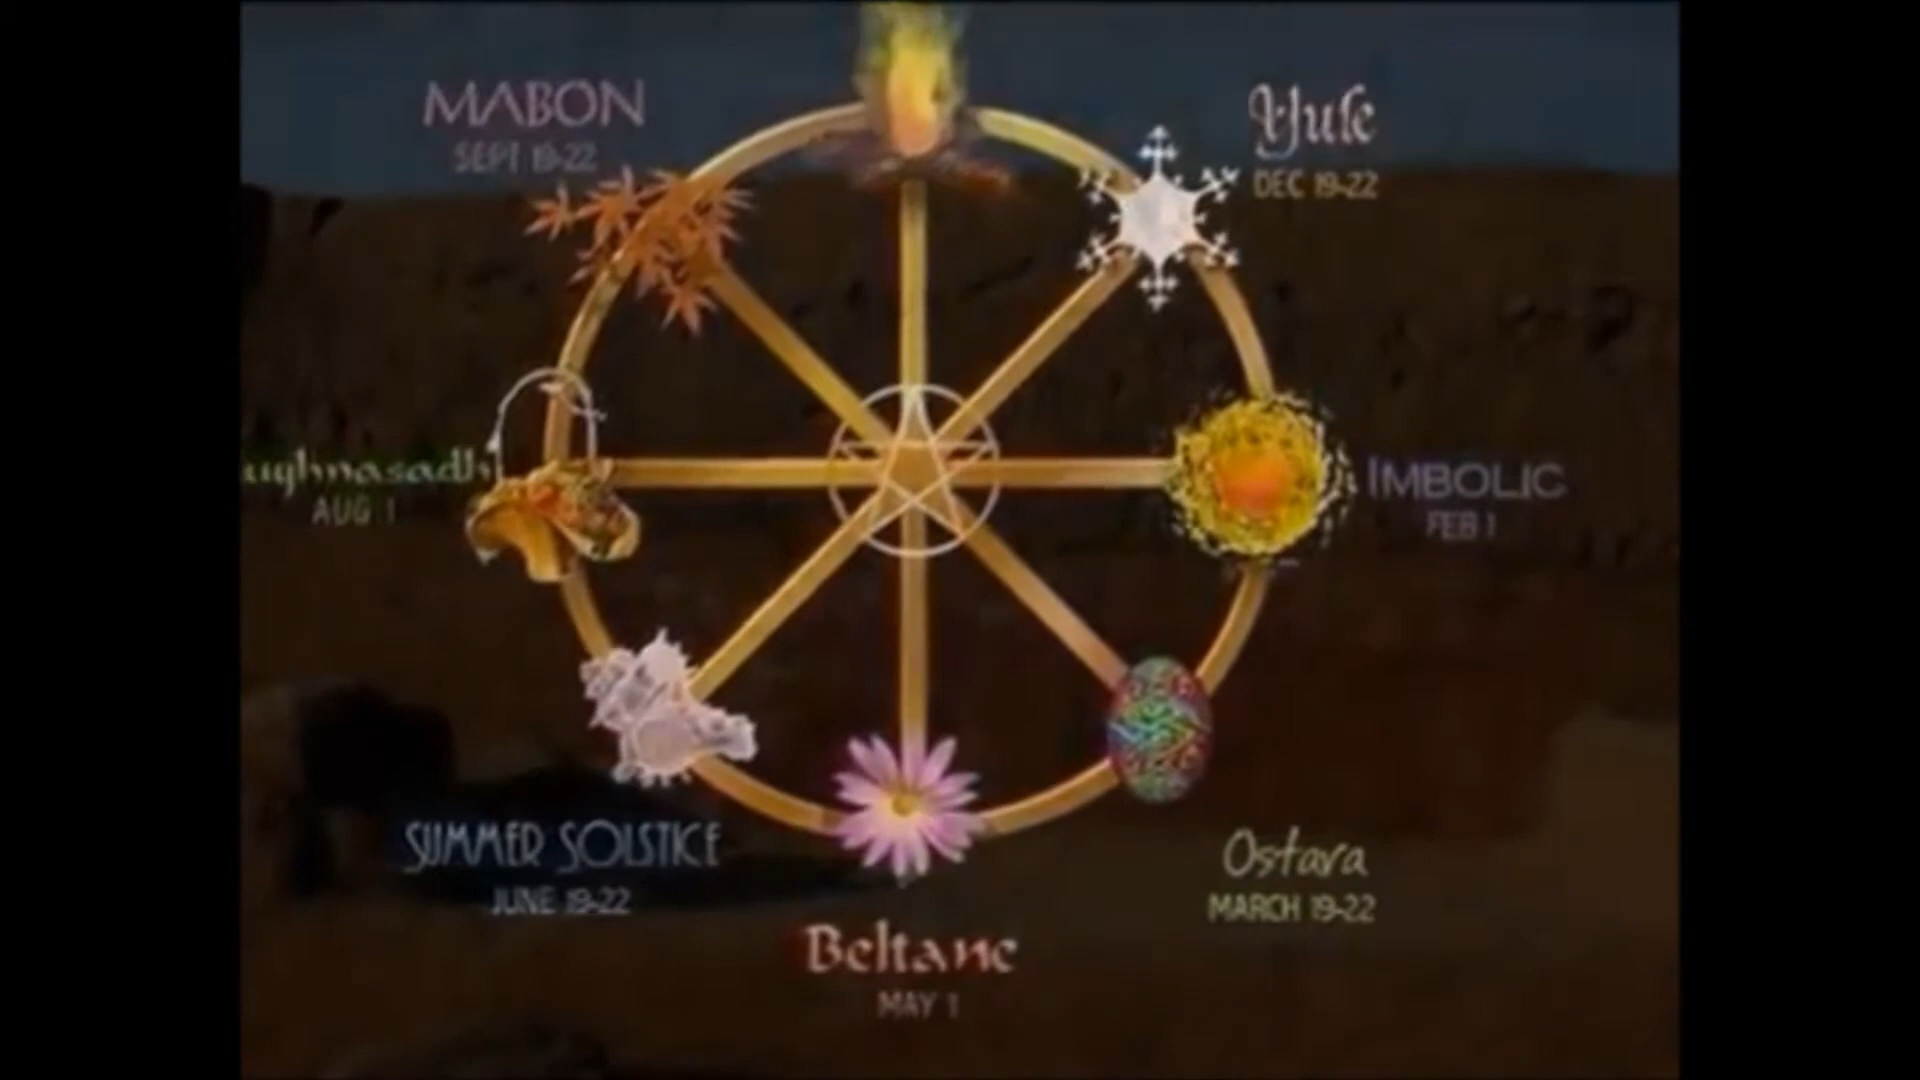 MABON
SEPT 19-22
Yule
DEC 19-22
ughnasadh
AUG 1
IMBOLIC
FEB 1
SUMMER SOLSTICE
JUNE 19-22
Ostara
MARCH 19-22
Beltane
MAY 1